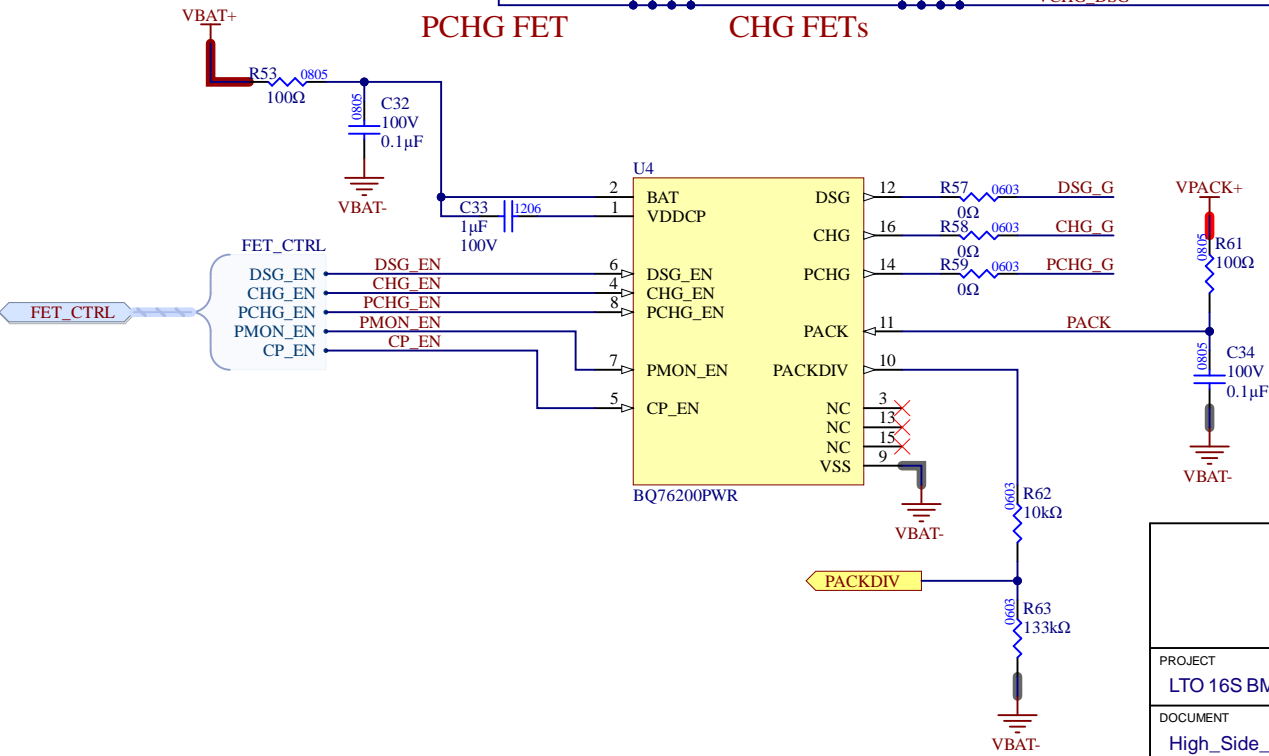 VCHG_DSG
PCHG FET
CHG FETs
VBAT+
R53
0805
100Ω
0805
C32
100V
0.1µF
VBAT-
C33
1206
1µF
100V
U4
2
BAT
1
VDDCP
6
DSG_EN
4
CHG_EN
8
PCHG_EN
7
PMON_EN
5
CP_EN
DSG
12
CHG
16
PCHG
14
PACK
11
PACKDIV
10
NC
3
NC
13
NC
15
VSS
9
BQ76200PWR
FET_CTRL
FET_CTRL
DSG_EN
CHG_EN
PCHG_EN
PMON_EN
CP_EN
DSG_EN
CHG_EN
PCHG_EN
PMON_EN
CP_EN
R57
0603
0Ω
DSG_G
R58
0603
0Ω
CHG_G
R59
0603
0Ω
PCHG_G
VPACK+
0805
R61
100Ω
PACK
0805
C34
100V
0.1µF
VBAT-
VBAT-
0603
R62
10kΩ
PACKDIV
0603
R63
133kΩ
VBAT-
PROJECT
LTO 16S BM
DOCUMENT
High_Side_